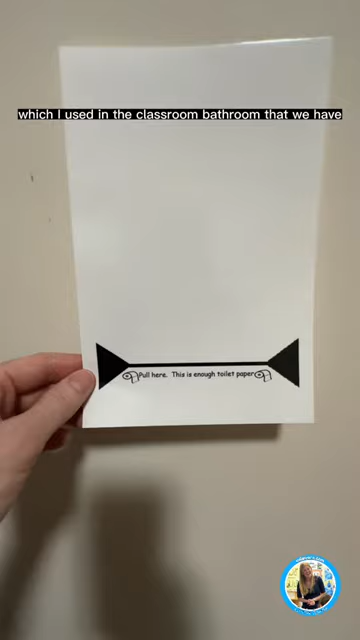 which I used in the classroom bathroom that we have
Pull here. This is enough toilet paper